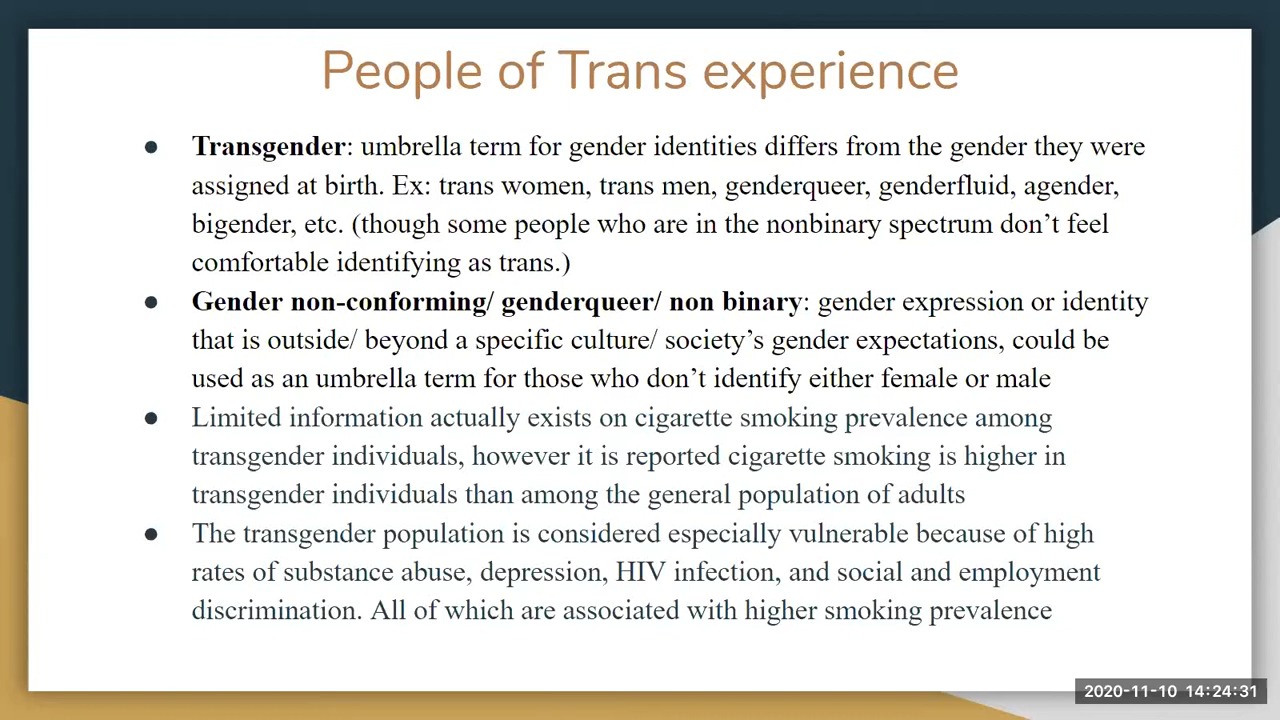 People of Trans experience
● Transgender: umbrella term for gender identities differs from the gender they were
assigned at birth. Ex: trans women, trans men, genderqueer, genderfluid, agender,
bigender, etc. (though some people who are in the nonbinary spectrum don’t feel
comfortable identifying as trans.)
● Gender non-conforming/ genderqueer/ non binary: gender expression or identity
that is outside/ beyond a specific culture/ society’s gender expectations, could be
used as an umbrella term for those who don’t identify either female or male
● Limited information actually exists on cigarette smoking prevalence among
transgender individuals, however it is reported cigarette smoking is higher in
transgender individuals than among the general population of adults
● The transgender population is considered especially vulnerable because of high
rates of substance abuse, depression, HIV infection, and social and employment
discrimination. All of which are associated with higher smoking prevalence
2020-11-10 14:24:31